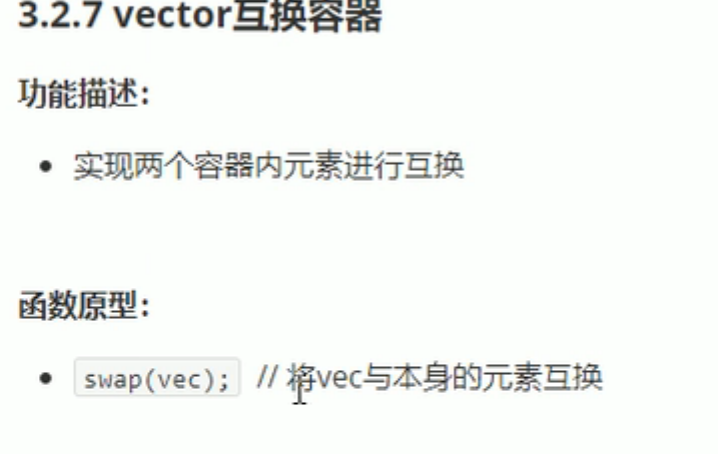 3.2.7 vector互换容器
功能描述：
实现两个容器内元素进行互换
函数原型：
swap(vec); // 将vec与本身的元素互换